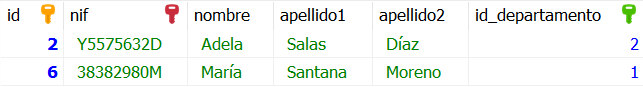 id nif nombre apellido1 apellido2 id_departamento
2 Y5575632D Adela Salas Díaz 2
6 38382980M María Santana Moreno 1